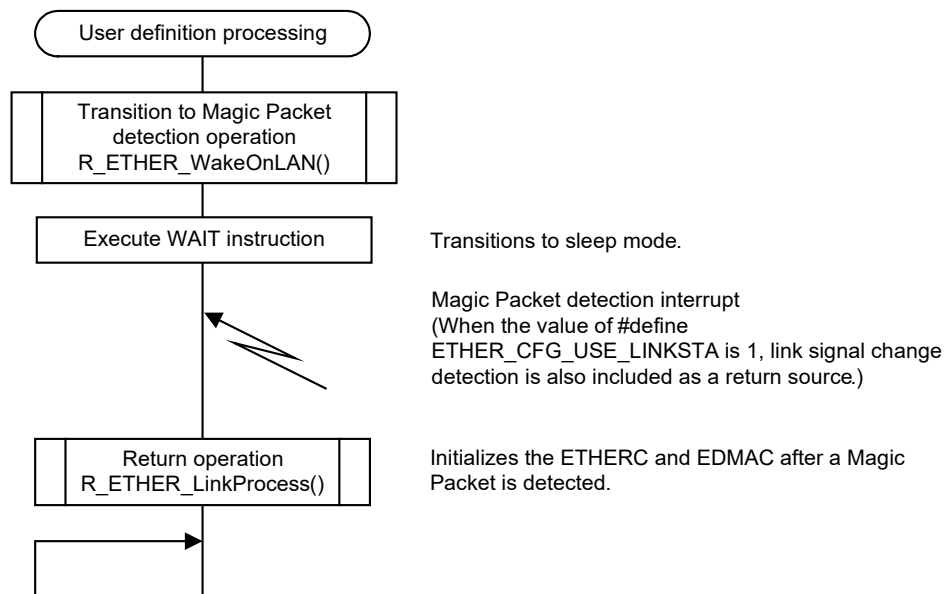 User definition processing
Transition to Magic Packet
detection operation
R_ETHER_WakeOnLAN()
Execute WAIT instruction
Transitions to sleep mode.
Magic Packet detection interrupt
(When the value of #define
ETHER_CFG_USE_LINKSTA is 1, link signal change
detection is also included as a return source.)
Return operation
R_ETHER_LinkProcess()
Initializes the ETHERC and EDMAC after a Magic
Packet is detected.